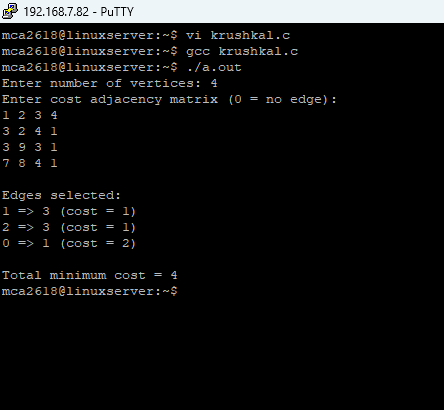 192.168.7.82 - PuTTY
mca2618@linuxserver:~$ vi krushkal.c
mca2618@linuxserver:~$ gcc krushkal.c
mca2618@linuxserver:~$ ./a.out
Enter number of vertices: 4
Enter cost adjacency matrix (0 = no edge):
1 2 3 4
3 2 4 1
3 9 3 1
7 8 4 1

Edges selected:
1 => 3 (cost = 1)
2 => 3 (cost = 1)
0 => 1 (cost = 2)

Total minimum cost = 4
mca2618@linuxserver:~$